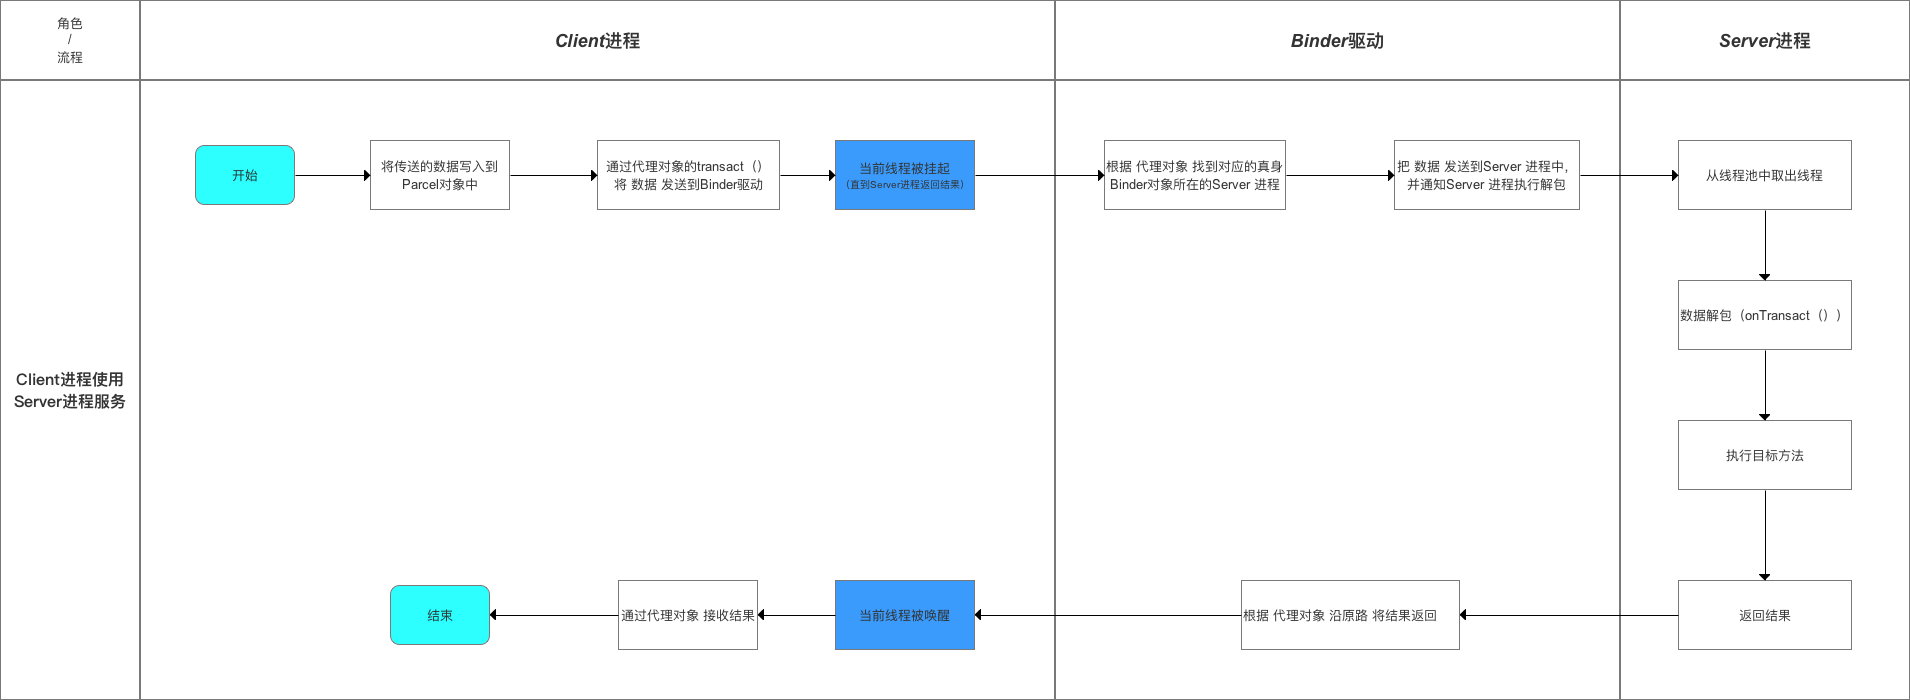 角色
/
流程
Client进程
Binder驱动
Server进程
Client进程使用
Server进程服务
开始
将传送的数据写入到
Parcel对象中
通过代理对象的transact（）
将 数据 发送到Binder驱动
当前线程被挂起
（直到Server进程返回结果）
根据 代理对象 找到对应的真身
Binder对象所在的Server 进程
把 数据 发送到Server 进程中，
并通知Server 进程执行解包
从线程池中取出线程
数据解包（onTransact（））
执行目标方法
返回结果
根据 代理对象 沿原路 将结果返回
当前线程被唤醒
通过代理对象 接收结果
结束